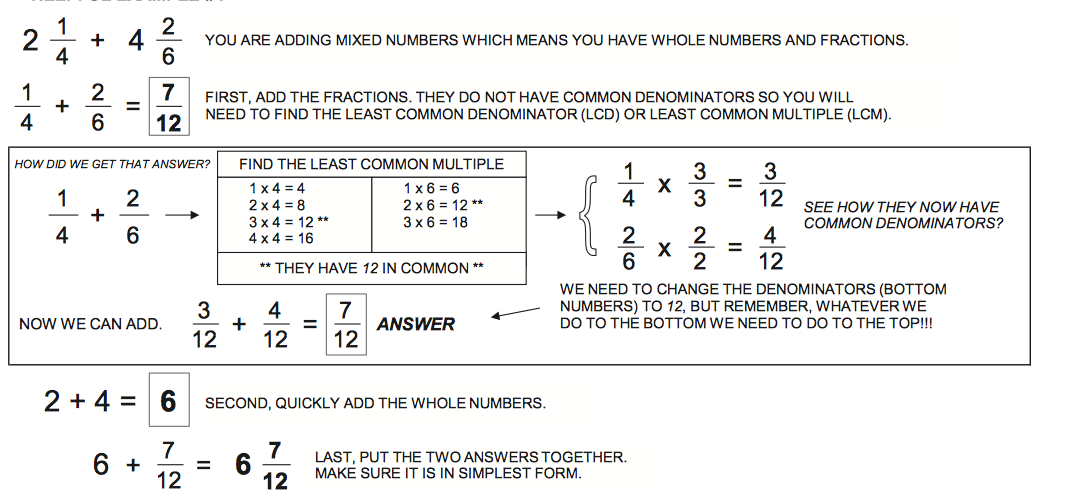 2 1/4 + 4 2/6 YOU ARE ADDING MIXED NUMBERS WHICH MEANS YOU HAVE WHOLE NUMBERS AND FRACTIONS.
1/4 + 2/6 = 7/12 FIRST, ADD THE FRACTIONS. THEY DO NOT HAVE COMMON DENOMINATORS SO YOU WILL
NEED TO FIND THE LEAST COMMON DENOMINATOR (LCD) OR LEAST COMMON MULTIPLE (LCM).
HOW DID WE GET THAT ANSWER?
1/4 + 2/6
FIND THE LEAST COMMON MULTIPLE
1 x 4 = 4
2 x 4 = 8
3 x 4 = 12 **
4 x 4 = 16
1 x 6 = 6
2 x 6 = 12 **
3 x 6 = 18
** THEY HAVE 12 IN COMMON **
1/4 x 3/3 = 3/12
2/6 x 2/2 = 4/12
SEE HOW THEY NOW HAVE
COMMON DENOMINATORS?
WE NEED TO CHANGE THE DENOMINATORS (BOTTOM
NUMBERS) TO 12, BUT REMEMBER, WHATEVER WE
DO TO THE BOTTOM WE NEED TO DO TO THE TOP!!!
NOW WE CAN ADD. 3/12 + 4/12 = 7/12 ANSWER
2 + 4 = 6 SECOND, QUICKLY ADD THE WHOLE NUMBERS.
6 + 7/12 = 6 7/12 LAST, PUT THE TWO ANSWERS TOGETHER.
MAKE SURE IT IS IN SIMPLEST FORM.